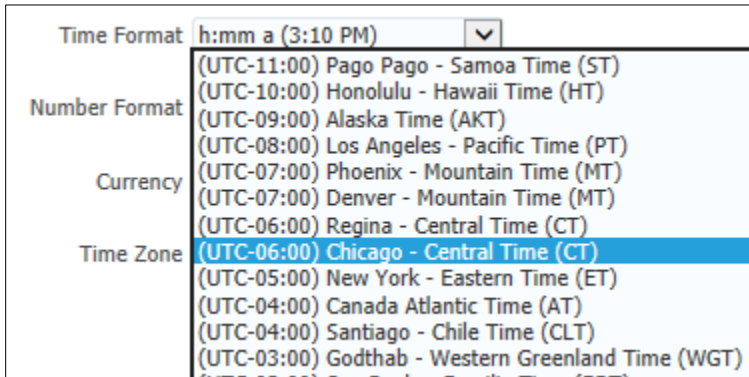 Time Format h:mm a (3:10 PM)
(UTC-11:00) Pago Pago - Samoa Time (ST)
Number Format (UTC-10:00) Honolulu - Hawaii Time (HT)
(UTC-09:00) Alaska Time (AKT)
(UTC-08:00) Los Angeles - Pacific Time (PT)
Currency (UTC-07:00) Phoenix - Mountain Time (MT)
(UTC-07:00) Denver - Mountain Time (MT)
(UTC-06:00) Regina - Central Time (CT)
Time Zone (UTC-06:00) Chicago - Central Time (CT)
(UTC-05:00) New York - Eastern Time (ET)
(UTC-04:00) Canada Atlantic Time (AT)
(UTC-04:00) Santiago - Chile Time (CLT)
(UTC-03:00) Godthab - Western Greenland Time (WGT)